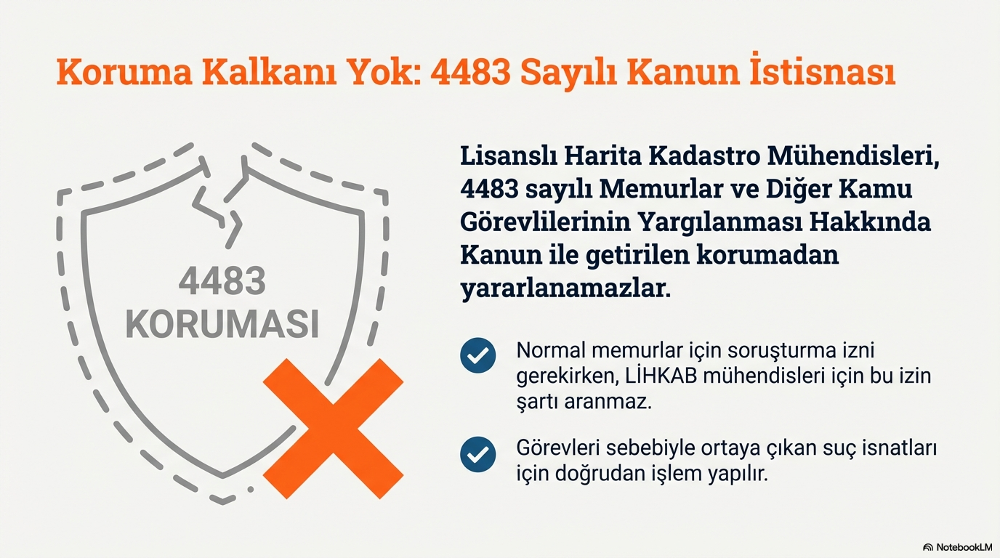 Koruma Kalkanı Yok: 4483 Sayılı Kanun İstisnası
4483
KORUMASI
Lisanslı Harita Kadastro Mühendisleri,
4483 sayılı Memurlar ve Diğer Kamu
Görevlilerinin Yargılanması Hakkında
Kanun ile getirilen korumadan
yararlanamazlar.
Normal memurlar için soruşturma izni
gerekirken, LİHKAB mühendisleri için bu izin
şartı aranmaz.
Görevleri sebebiyle ortaya çıkan suç isnatları
için doğrudan işlem yapılır.
NotebookLM